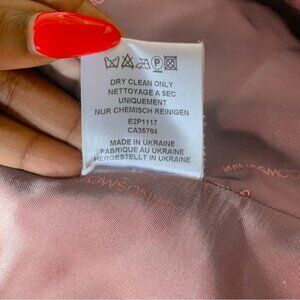 P
DRY CLEAN ONLY
NETTOYAGE A SEC
UNIQUEMENT
NUR CHEMISCH REINIGEN
E2P1117
CA35784
MADE IN UKRAINE
FABRIQUE AU UKRAINE
HERGESTELLT IN UKRAINE